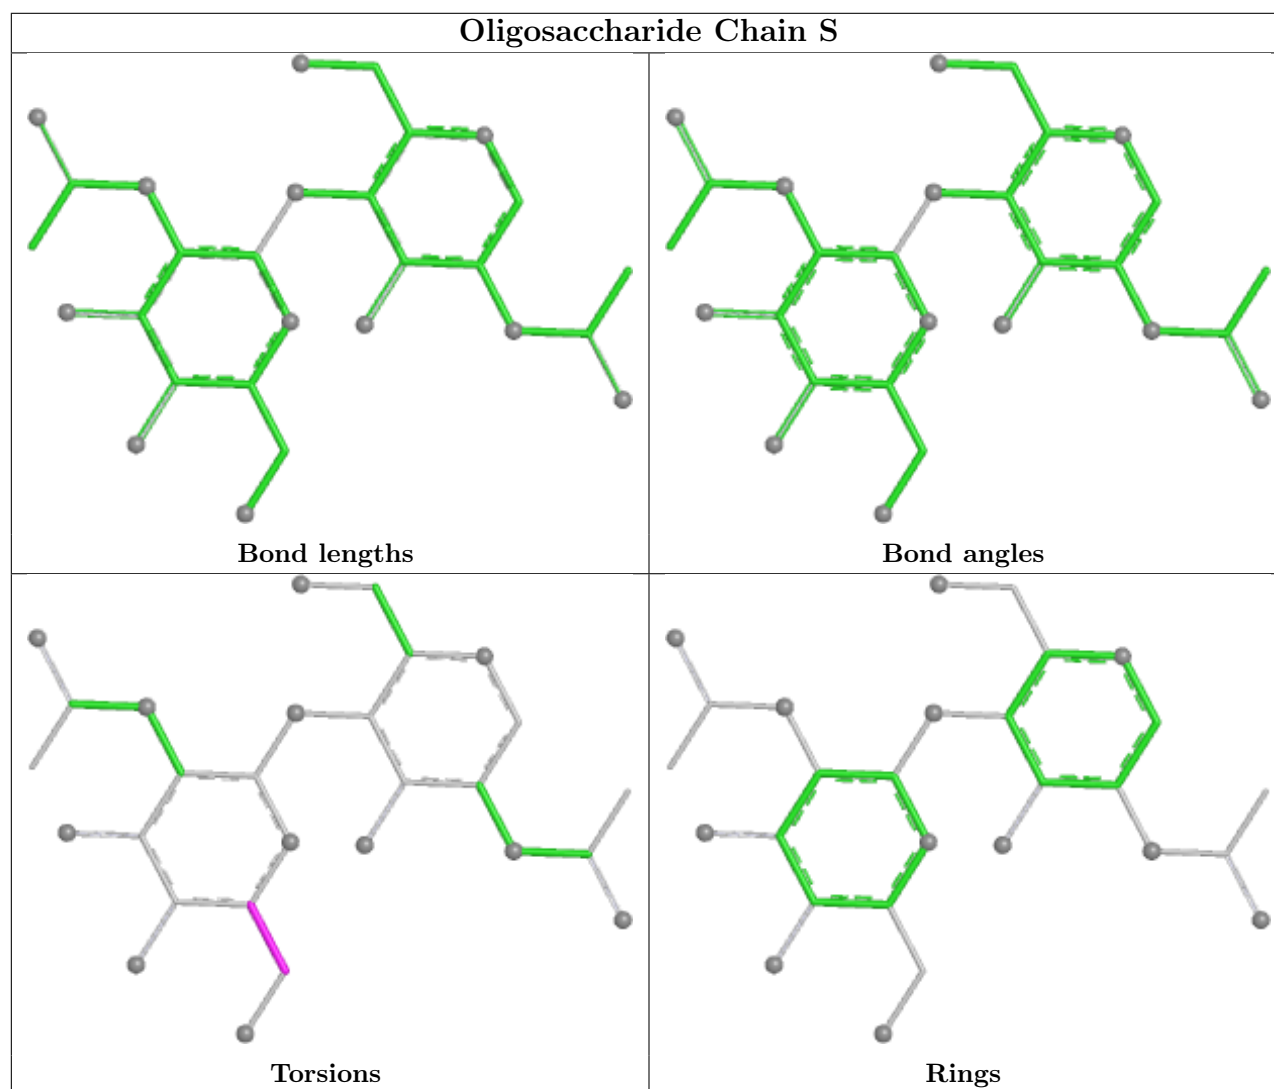 Oligosaccharide Chain S
Bond lengths
Bond angles
Torsions
Rings